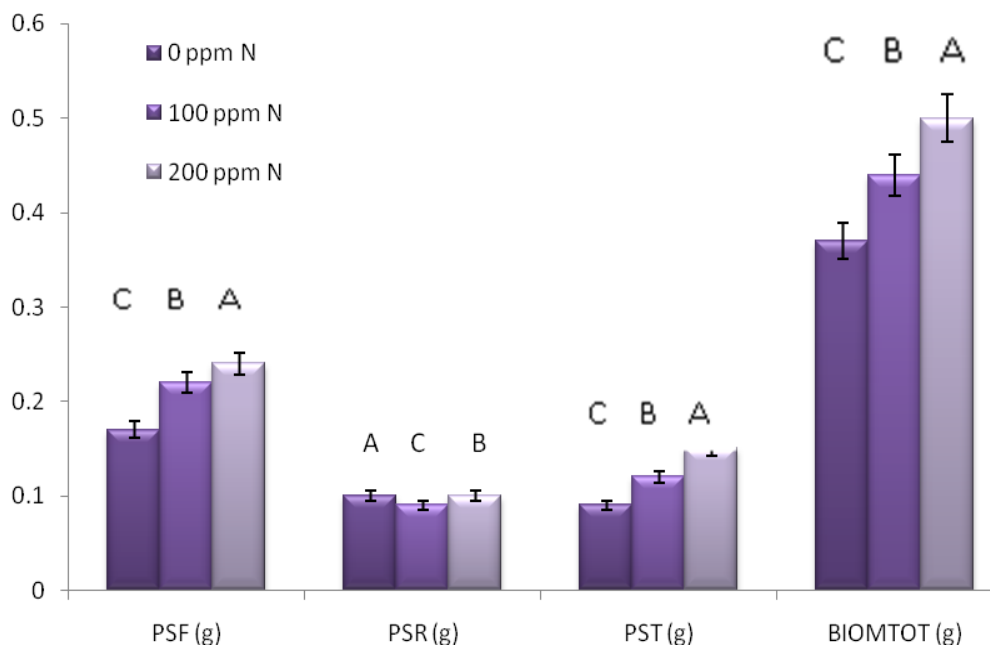 0.6
0.5
0.4
0.3
0.2
0.1
0
0 ppm N
100 ppm N
200 ppm N
C B A
A C B
C B A
C B A
PSF (g) PSR (g) PST (g) BIOMTOT (g)